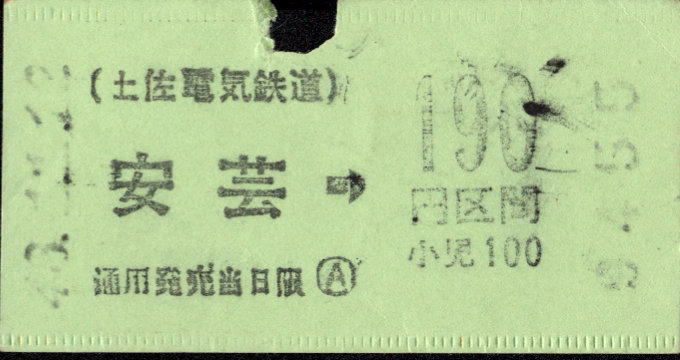 (土佐電気鉄道)
安芸 → 190
円区間
小児100
通用発売当日限 Ⓐ